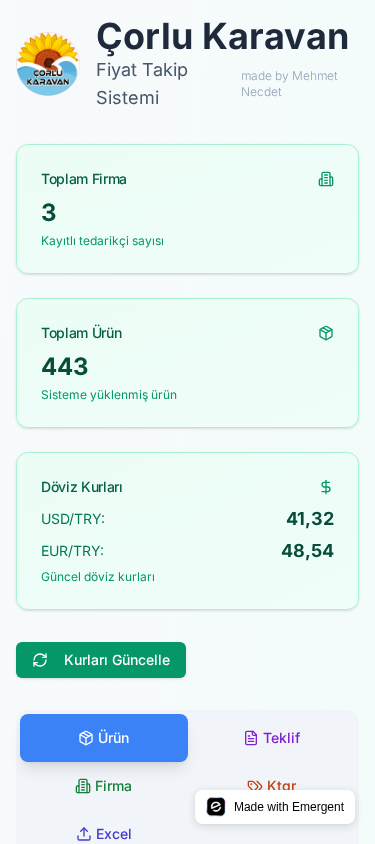 Çorlu Karavan
Fiyat Takip
Sistemi
made by Mehmet
Necdet
ÇORLU
KARAVAN
Toplam Firma
3
Kayıtlı tedarikçi sayısı
Toplam Ürün
443
Sisteme yüklenmiş ürün
Döviz Kurları
USD/TRY: 41,32
EUR/TRY: 48,54
Güncel döviz kurları
Kurları Güncelle
Ürün Teklif
Firma Ktgr
Made with Emergent
Excel